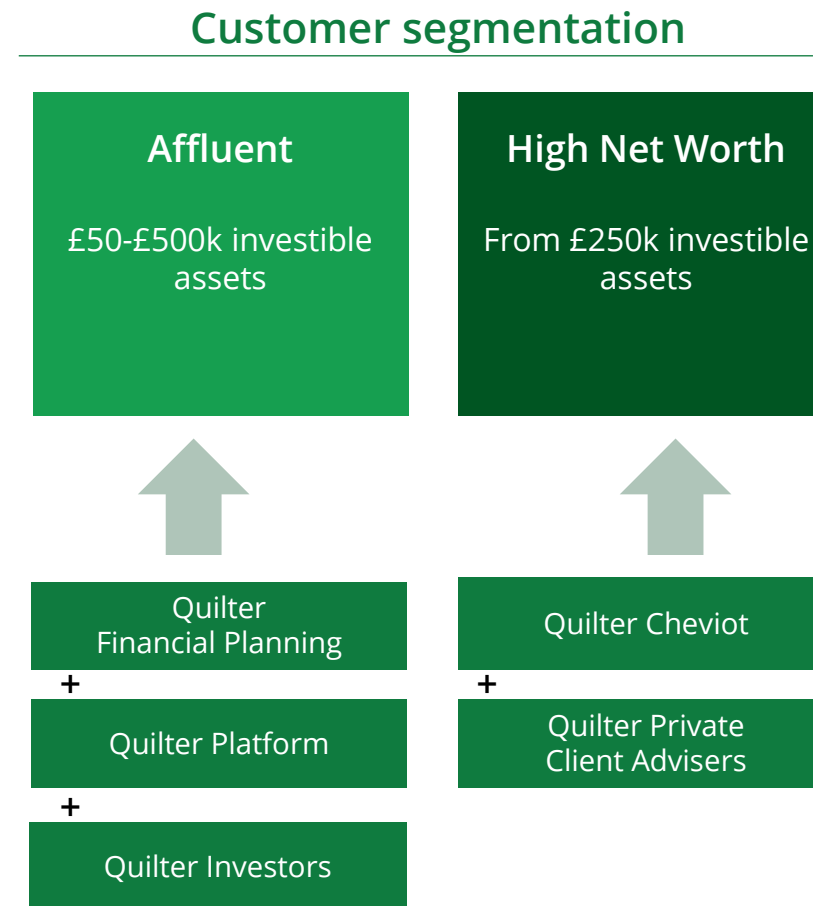 Customer segmentation
Affluent
£50-£500k investible
assets
High Net Worth
From £250k investible
assets
Quilter
Financial Planning
+
Quilter Platform
+
Quilter Investors
Quilter Cheviot
+
Quilter Private
Client Advisers